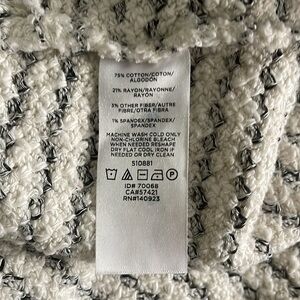 75% COTTON/COTON/
ALGODON
21% RAYON/RAYONNE/
RAYON
3% OTHER FIBER/AUTRE
FIBRE/OTRA FIBRA
1% SPANDEX/SPANDEX/
SPANDEX
MACHINE WASH COLD ONLY
NON-CHLORINE BLEACH
WHEN NEEDED RESHAPE
DRY FLAT COOL IRON IF
NEEDED OR DRY CLEAN
510881
ID# 70068
CA#57421
RN#140923